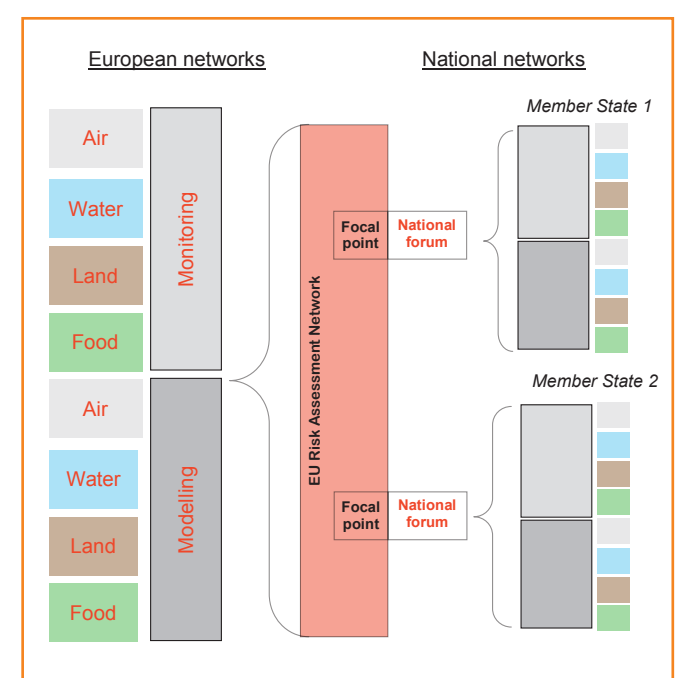 European networks
National networks
Member State 1
Air
Water
Land
Food
Monitoring
Air
Water
Land
Food
Modelling
EU Risk Assessment Network
Focal
point
National
forum
Member State 2
Focal
point
National
forum